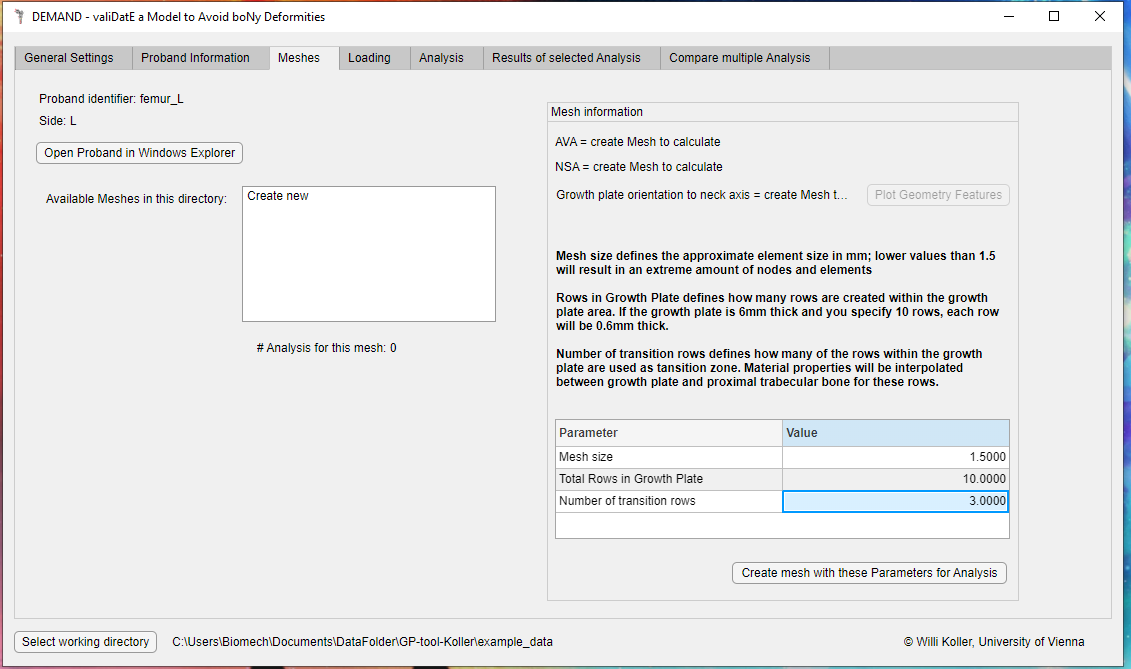 DEMAND - valiDatE a Model to Avoid boNy Deformities
General Settings
Proband Information
Meshes
Loading
Analysis
Results of selected Analysis
Compare multiple Analysis
Proband identifier: femur_L
Side: L
Open Proband in Windows Explorer
Available Meshes in this directory:
Create new
# Analysis for this mesh: 0
Mesh information
AVA = create Mesh to calculate
NSA = create Mesh to calculate
Growth plate orientation to neck axis = create Mesh t...
Plot Geometry Features
Mesh size defines the approximate element size in mm; lower values than 1.5
will result in an extreme amount of nodes and elements
Rows in Growth Plate defines how many rows are created within the growth
plate area. If the growth plate is 6mm thick and you specify 10 rows, each row
will be 0.6mm thick.
Number of transition rows defines how many of the rows within the growth
plate are used as tansition zone. Material properties will be interpolated
between growth plate and proximal trabecular bone for these rows.
Parameter Value
Mesh size 1.5000
Total Rows in Growth Plate 10.0000
Number of transition rows 3.0000
Create mesh with these Parameters for Analysis
Select working directory
C:\Users\Biomech\Documents\DataFolder\GP-tool-Koller\example_data
© Willi Koller, University of Vienna